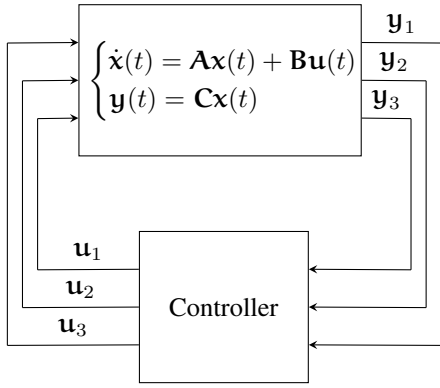 𝔂₁
ẋ(t) = Ax(t) + Bu(t)
𝔂₂
y(t) = Cx(t)
𝔂₃
u₁
u₂
Controller
u₃